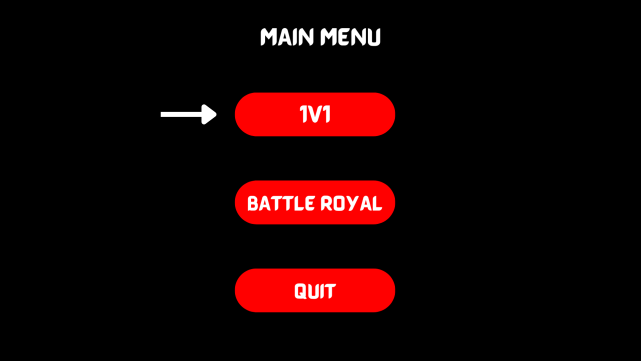 MAIN MENU
1V1
BATTLE ROYAL
QUIT